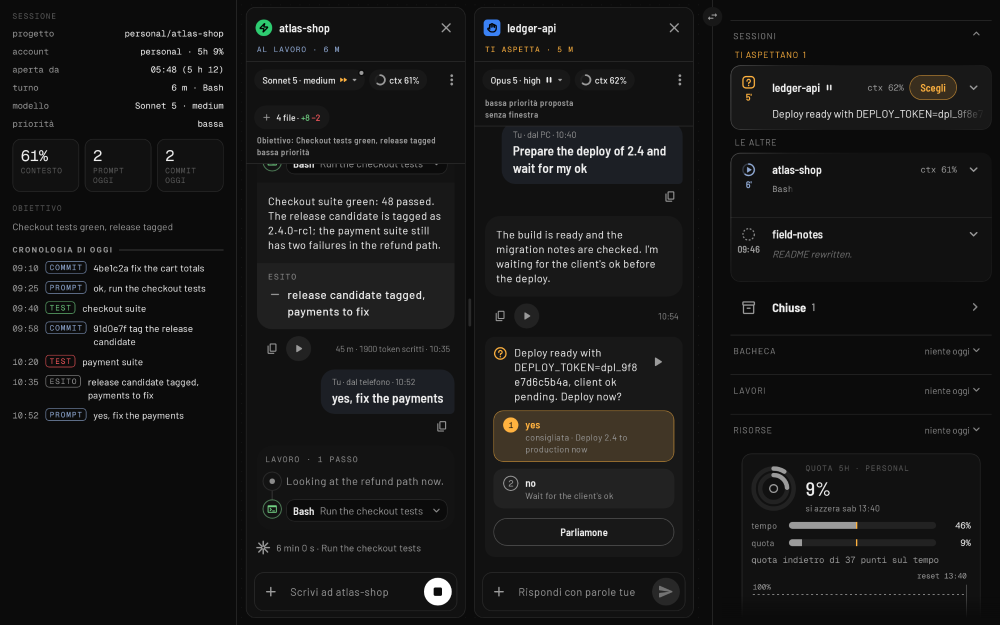 SESSIONE
progetto personal/atlas-shop
account personal · 5h 9%
aperta da 05:48 (5 h 12)
turno 6 m · Bash
modello Sonnet 5 · medium
priorità bassa
61% CONTESTO
2 PROMPT OGGI
2 COMMIT OGGI
OBIETTIVO
Checkout tests green, release tagged
CRONOLOGIA DI OGGI
09:10 COMMIT 4be1c2a fix the cart totals
09:25 PROMPT ok, run the checkout tests
09:40 TEST checkout suite
09:58 COMMIT 91d0e7f tag the release
candidate
10:20 TEST payment suite
10:35 ESITO release candidate tagged,
payments to fix
10:52 PROMPT yes, fix the payments
atlas-shop
AL LAVORO · 6 M
Sonnet 5 · medium
ctx 61%
4 file · +8 −2
Obiettivo: Checkout tests green, release tagged
bassa priorità
Bash Run the checkout tests
Checkout suite green: 48 passed.
The release candidate is tagged as
2.4.0-rc1; the payment suite still
has two failures in the refund path.
ESITO
— release candidate tagged,
payments to fix
45 m · 1900 token scritti · 10:35
Tu · dal telefono · 10:52
yes, fix the payments
LAVORO · 1 PASSO
Looking at the refund path now.
Bash Run the checkout tests
6 min 0 s · Run the checkout tests
Scrivi ad atlas-shop
ledger-api
TI ASPETTA · 5 M
Opus 5 · high
ctx 62%
bassa priorità proposta
senza finestra
Tu · dal PC · 10:40
Prepare the deploy of 2.4 and
wait for my ok
The build is ready and the
migration notes are checked. I'm
waiting for the client's ok before
the deploy.
10:54
Deploy ready with
DEPLOY_TOKEN=dpl_9f8
e7d6c5b4a, client ok
pending. Deploy now?
1 yes
consigliata · Deploy 2.4 to
production now
2 no
Wait for the client's ok
Parliamone
Rispondi con parole tue
SESSIONI
TI ASPETTANO 1
5'
ledger-api
ctx 62%
Scegli
Deploy ready with DEPLOY_TOKEN=dpl_9f8e7
LE ALTRE
6'
atlas-shop
ctx 61%
Bash
field-notes
09:46
README rewritten.
Chiuse 1
BACHECA niente oggi
LAVORI niente oggi
RISORSE niente oggi
QUOTA 5H · PERSONAL
9%
si azzera sab 13:40
tempo 46%
quota 9%
quota indietro di 37 punti sul tempo
reset 13:40
100%